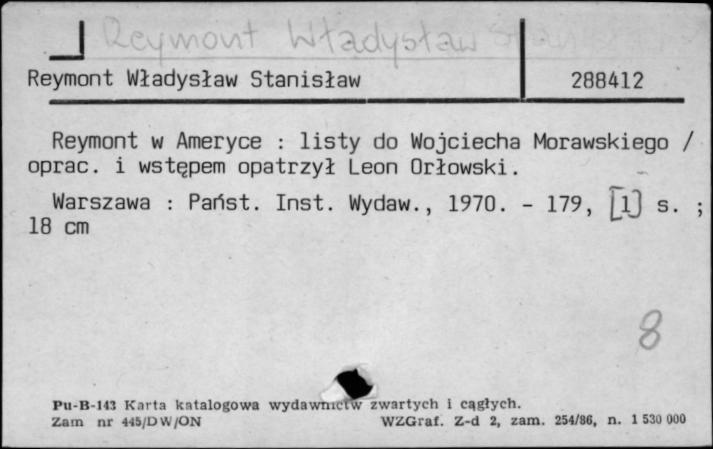 Reymont Władysław Stanisław
Reymont Władysław Stanisław
288412
Reymont w Ameryce : listy do Wojciecha Morawskiego /
oprac. i wstępem opatrzył Leon Orłowski.
Warszawa : Państ. Inst. Wydaw., 1970. - 179, [1] s. ;
18 cm
8
Pu-B-143 Karta katalogowa wydawnictw zwartych i cągłych.
Zam nr 445/DW/ON
WZGraf. Z-d 2, zam. 254/86, n. 1 530 000